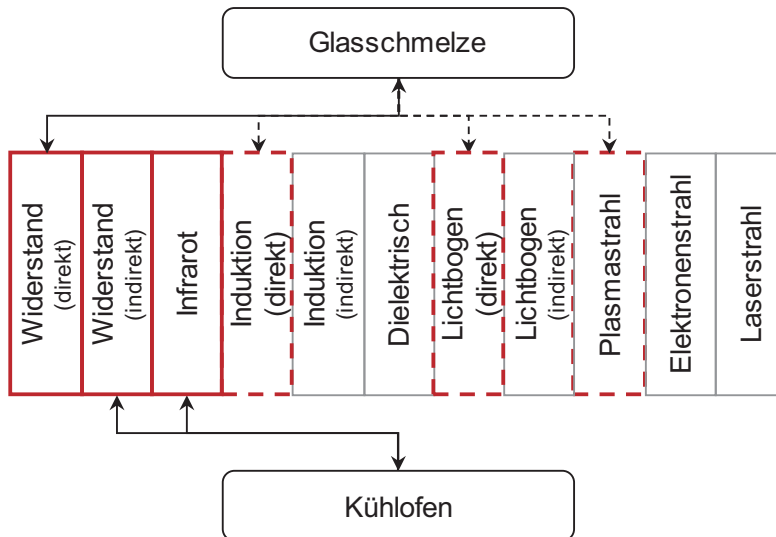 Glasschmelze
Widerstand
(direkt)
Widerstand
(indirekt)
Infrarot
Induktion
(direkt)
Induktion
(indirekt)
Dielektrisch
Lichtbogen
(direkt)
Lichtbogen
(indirekt)
Plasmastrahl
Elektronenstrahl
Laserstrahl
Kühlofen